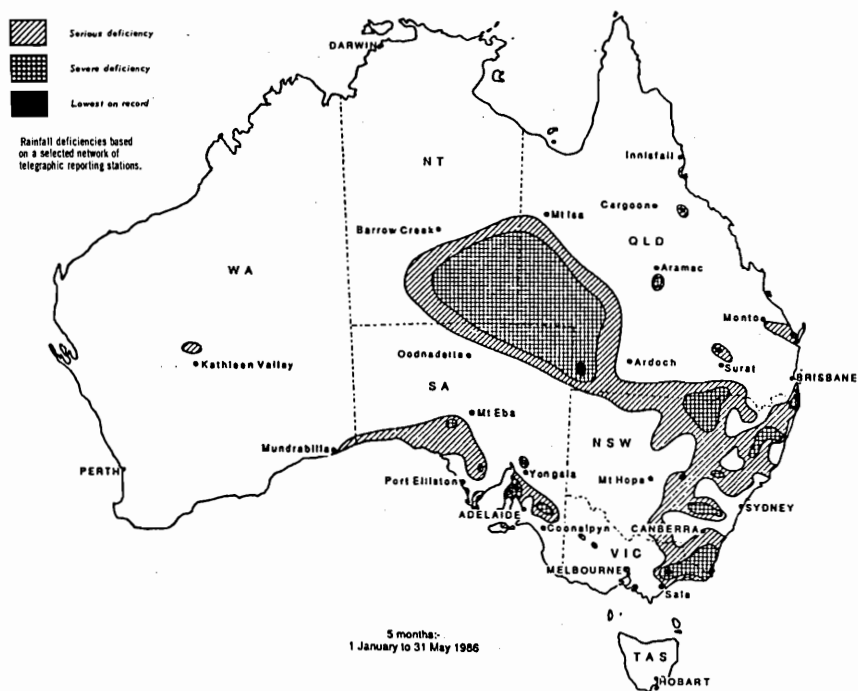 Serious deficiency
Severe deficiency
Lowest on record
Rainfall deficiencies based
on a selected network of
telegraphic reporting stations.
DARWIN
NT
Innisfail
Mt Isa
Cargoon
Barrow Creek
QLD
WA
Aramac
Monto
Oodnadatta
Ardoch
Surat
Kathleen Valley
BRISBANE
SA
Mt Eba
NSW
Mundrabilla
PERTH
Port Elliston
Yongala
Mt Hope
ADELAIDE
SYDNEY
Coonalpyn
CANBERRA
VIC
MELBOURNE
Sale
5 months:-
1 January to 31 May 1986
TAS
HOBART